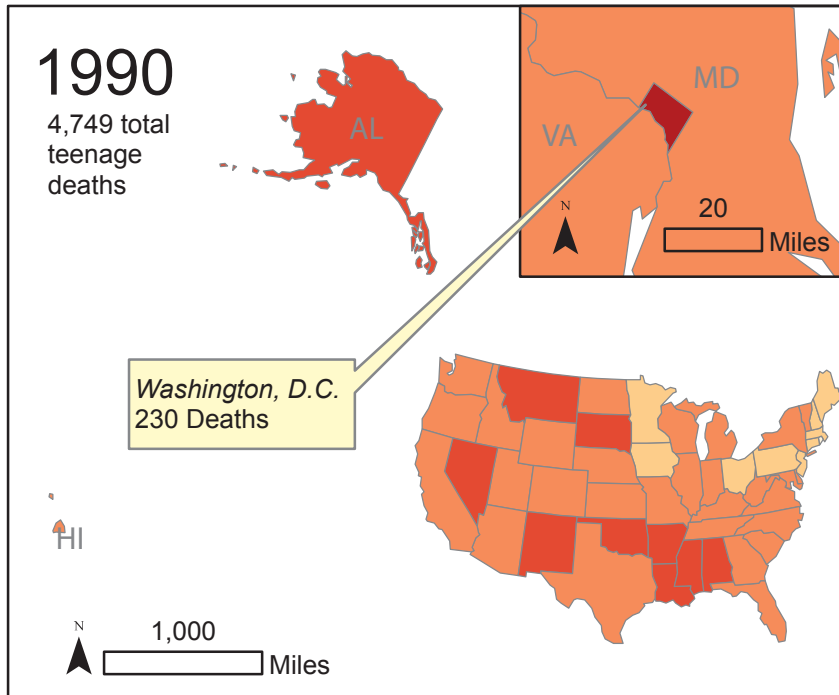 1990
4,749 total
teenage
deaths
AL
MD
VA
N
20
Miles
Washington, D.C.
230 Deaths
HI
N
1,000
Miles